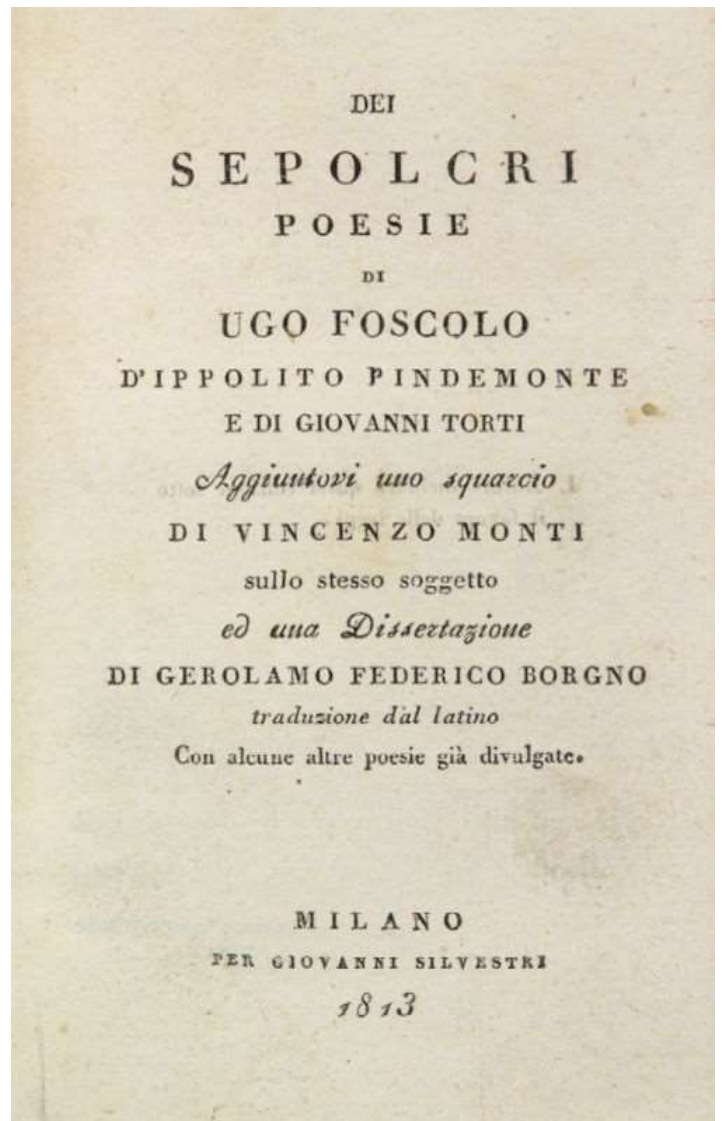 DEI
SEPOLCRI
POESIE
DI
UGO FOSCOLO
D'IPPOLITO PINDEMONTE
E DI GIOVANNI TORTI
Aggiuntovi uno squarcio
DI VINCENZO MONTI
sullo stesso soggetto
ed una Dissertazione
DI GEROLAMO FEDERICO BORGNO
traduzione dal latino
Con alcune altre poesie già divulgate.
MILANO
PER GIOVANNI SILVESTRI
1813